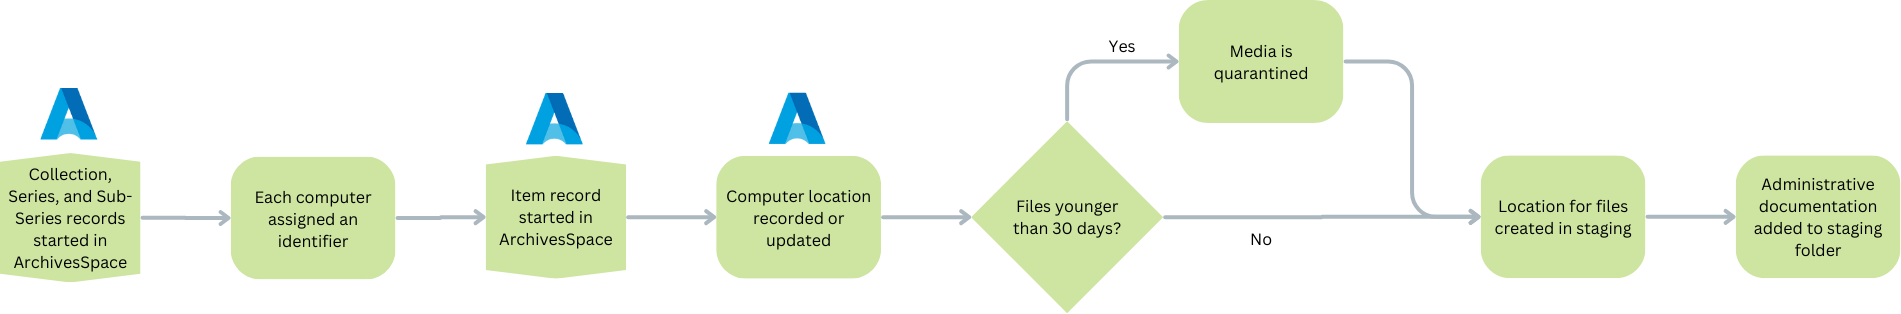 Collection,
Series, and Sub-
Series records
started in
ArchivesSpace
Each computer
assigned an
identifier
Item record
started in
ArchivesSpace
Computer location
recorded or
updated
Files younger
than 30 days?
Yes
Media is
quarantined
No
Location for files
created in staging
Administrative
documentation
added to staging
folder